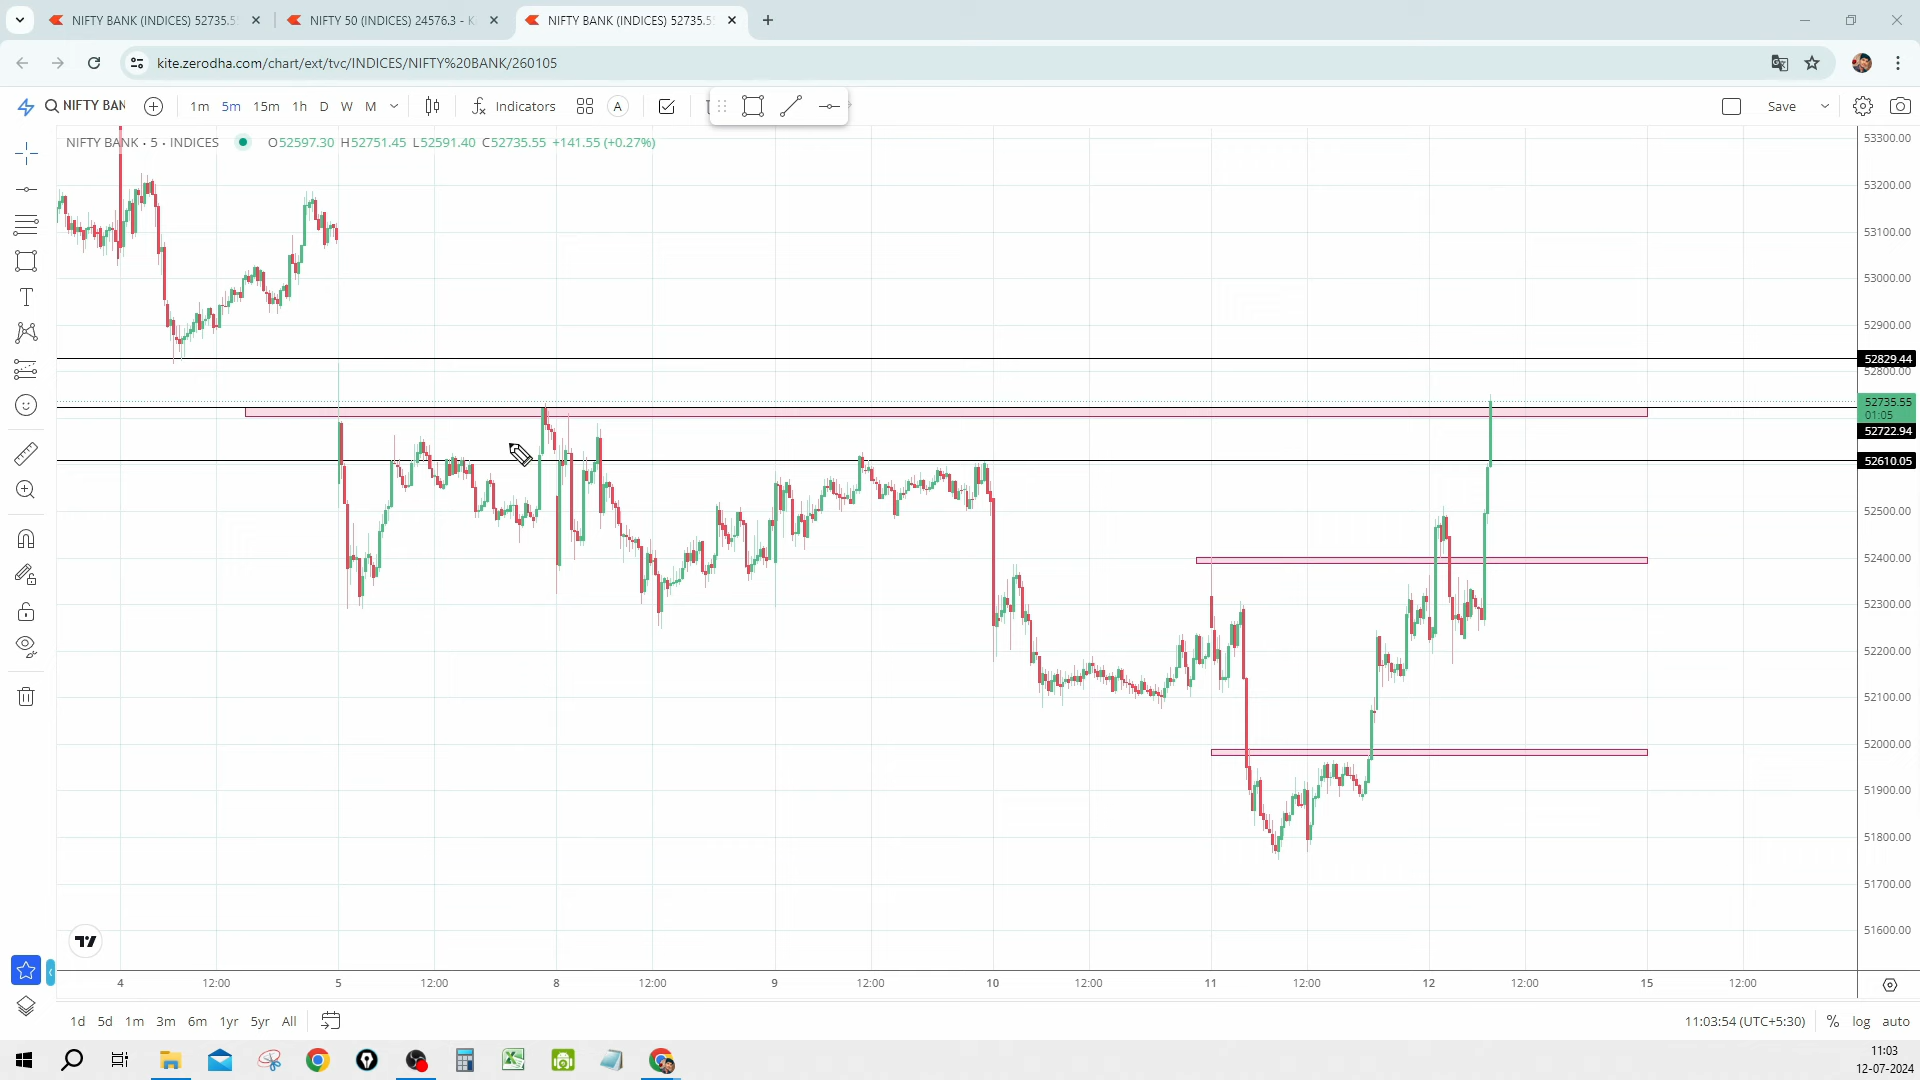 NIFTY BANK (INDICES) 52735.5
NIFTY 50 (INDICES) 24576.3 - K
NIFTY BANK (INDICES) 52735.5
kite.zerodha.com/chart/ext/tvc/INDICES/NIFTY%20BANK/260105
NIFTY BAN 1m 5m 15m 1h D W M Indicators A Save
NIFTY BANK · 5 · INDICES O52597.30 H52751.45 L52591.40 C52735.55 +141.55 (+0.27%)
53300.00
53200.00
53100.00
53000.00
52900.00
52829.44
52800.00
52735.55
01:05
52722.94
52610.05
52500.00
52400.00
52300.00
52200.00
52100.00
52000.00
51900.00
51800.00
51700.00
51600.00
4 12:00 5 12:00 8 12:00 9 12:00 10 12:00 11 12:00 12 12:00 15 12:00
1d 5d 1m 3m 6m 1yr 5yr All 11:03:54 (UTC+5:30) % log auto
11:03
12-07-2024